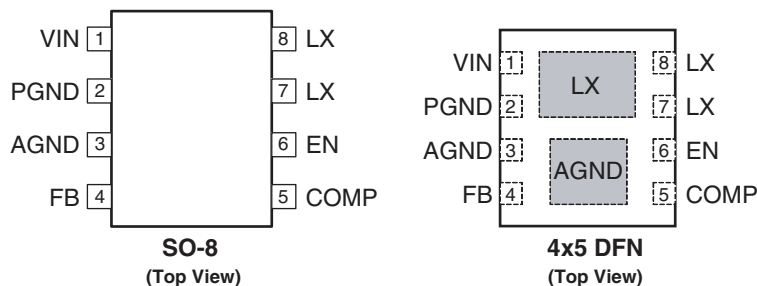 VIN 1 8 LX
PGND 2 7 LX
AGND 3 6 EN
FB 4 5 COMP
SO-8
(Top View)
VIN 1 LX 8 LX
PGND 2 7 LX
AGND 3 AGND 6 EN
FB 4 5 COMP
4x5 DFN
(Top View)